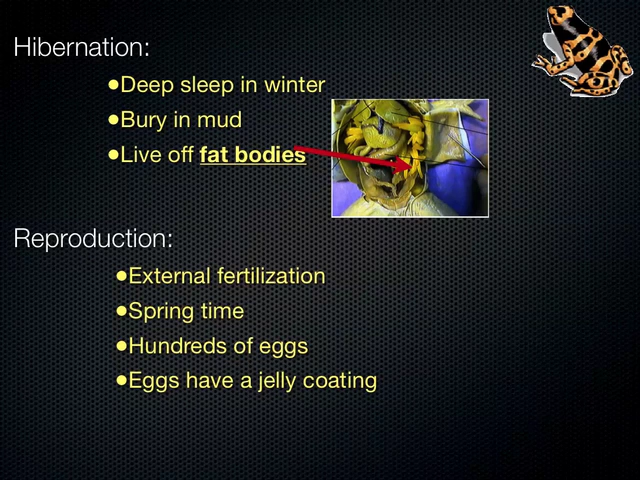 Hibernation:
•Deep sleep in winter
•Bury in mud
•Live off fat bodies
Reproduction:
•External fertilization
•Spring time
•Hundreds of eggs
•Eggs have a jelly coating